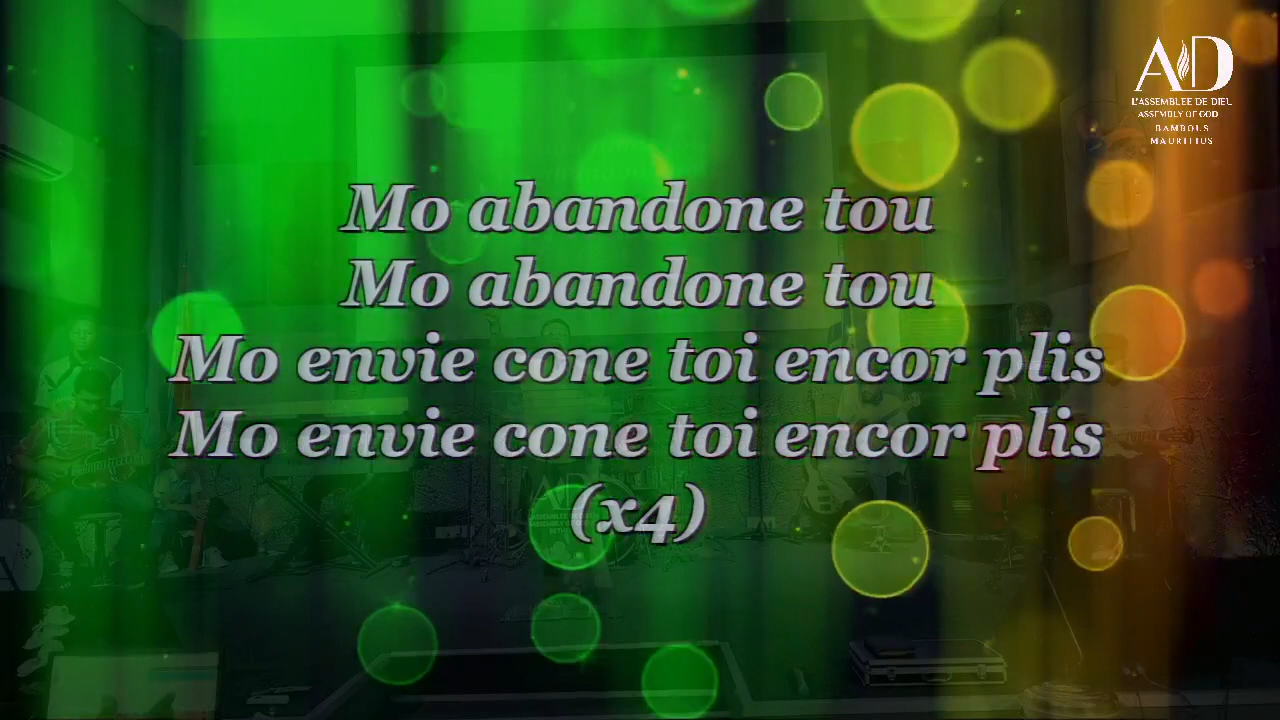 Mo abandone tou
Mo abandone tou
Mo envie cone toi encor plis
Mo envie cone toi encor plis
(x4)
AD
L'ASSEMBLEE DE DIEU
ASSEMBLY OF GOD
BAMBOUS
MAURITIUS